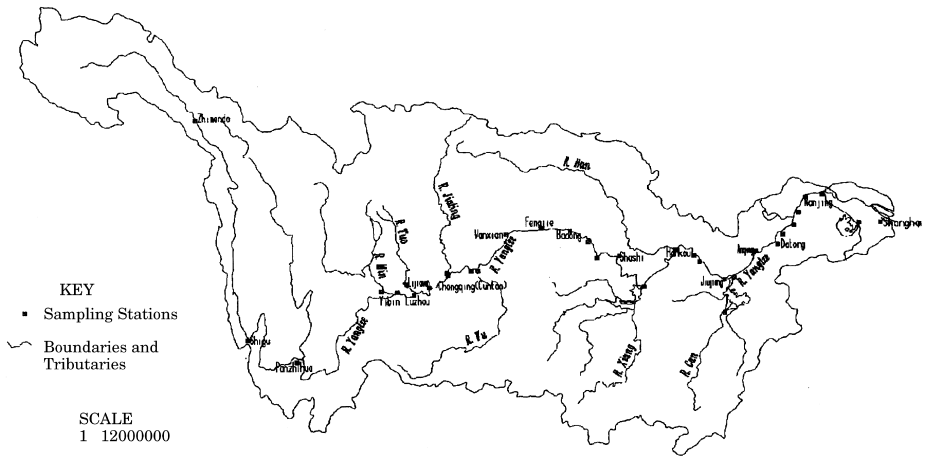 Zhimenda
R. Han
R. Jialing
R. Tuo
Nanjing
Shanghai
Fengjie
Wanxian
Badong
R. Yangtze
R. Min
Shashi
Hankou
Anqing
Datong
Lijiang
Chongqing(Cuntan)
Jiujiang
R. Yangtze
KEY
Yibin Luzhou
Sampling Stations
R. Yangtze
Shigu
R. Wu
Boundaries and
Tributaries
Panzhihua
R. Xiang
R. Gan
SCALE
1 12000000